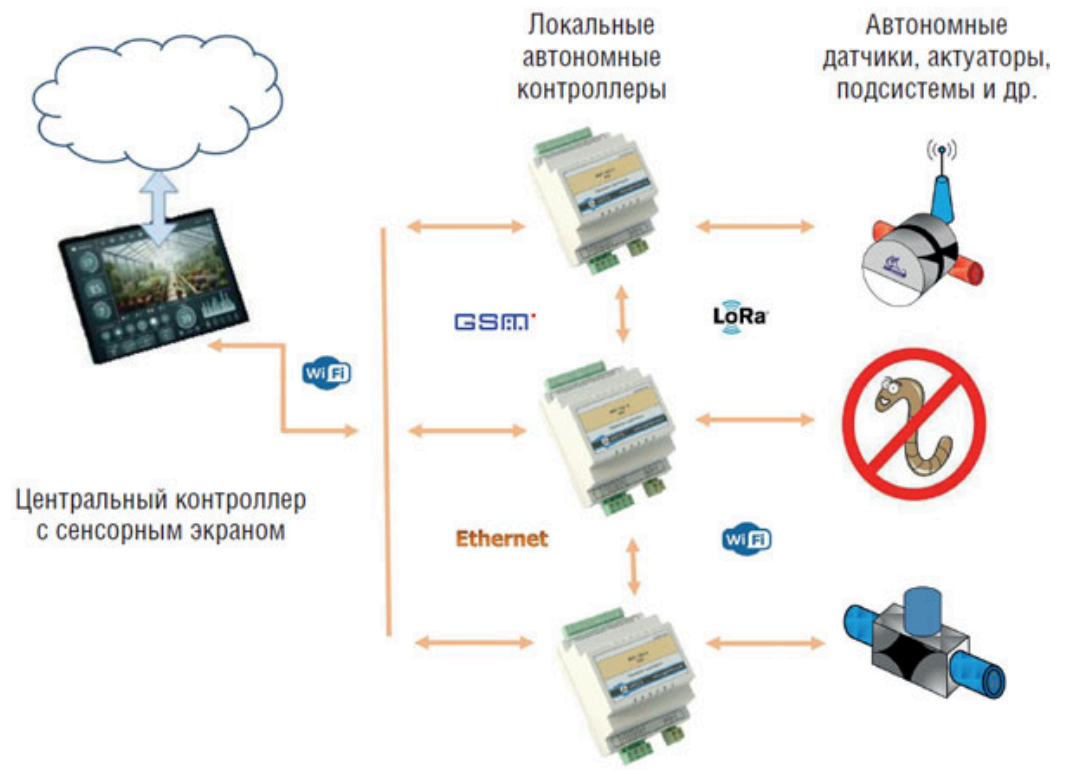 Локальные
автономные
контроллеры
Автономные
датчики, актуаторы,
подсистемы и др.
GSM
LoRa
WiFi
Центральный контроллер
с сенсорным экраном
Ethernet
WiFi